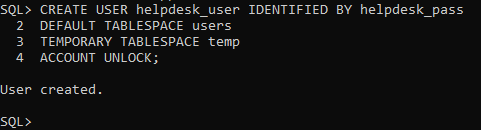 SQL> CREATE USER helpdesk_user IDENTIFIED BY helpdesk_pass
2 DEFAULT TABLESPACE users
3 TEMPORARY TABLESPACE temp
4 ACCOUNT UNLOCK;
User created.
SQL>